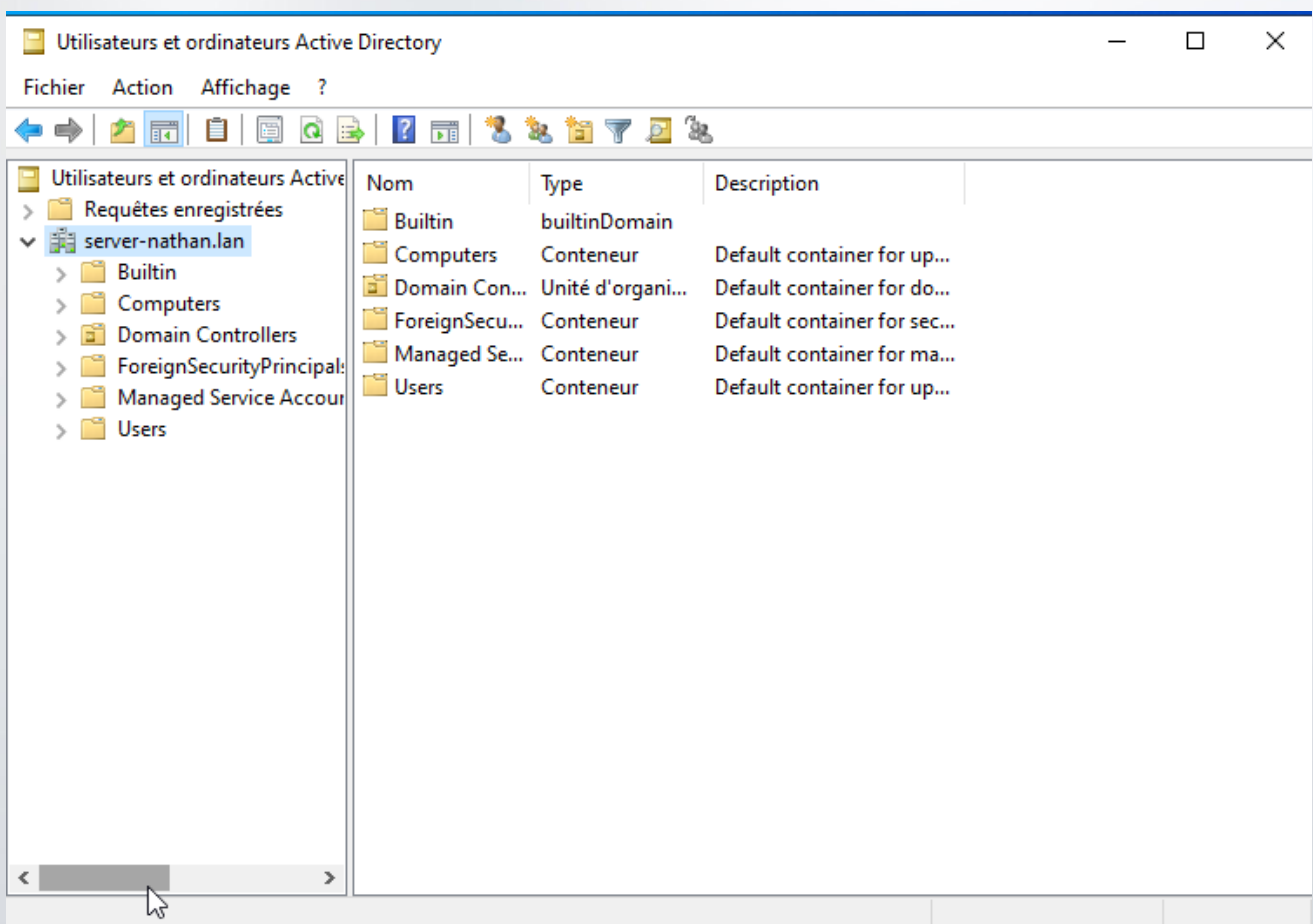 Utilisateurs et ordinateurs Active Directory
Fichier Action Affichage ?
Utilisateurs et ordinateurs Active
Requêtes enregistrées
server-nathan.lan
Builtin
Computers
Domain Controllers
ForeignSecurityPrincipals
Managed Service Accour
Users
Nom Type Description
Builtin builtinDomain
Computers Conteneur Default container for up...
Domain Con... Unité d'organi... Default container for do...
ForeignSecu... Conteneur Default container for sec...
Managed Se... Conteneur Default container for ma...
Users Conteneur Default container for up...